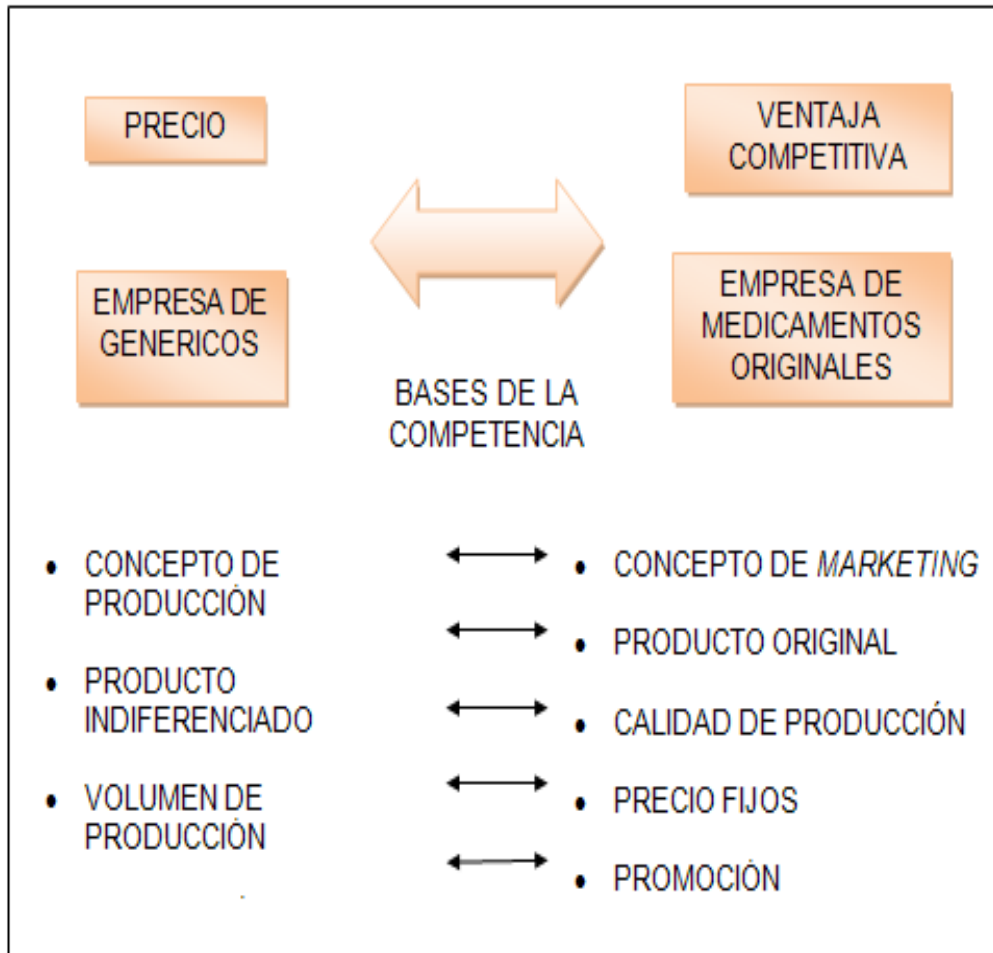 PRECIO
VENTAJA
COMPETITIVA
EMPRESA DE
GENERICOS
EMPRESA DE
MEDICAMENTOS
ORIGINALES
BASES DE LA
COMPETENCIA
• CONCEPTO DE
PRODUCCIÓN
• PRODUCTO
INDIFERENCIADO
• VOLUMEN DE
PRODUCCIÓN
• CONCEPTO DE MARKETING
• PRODUCTO ORIGINAL
• CALIDAD DE PRODUCCIÓN
• PRECIO FIJOS
• PROMOCIÓN